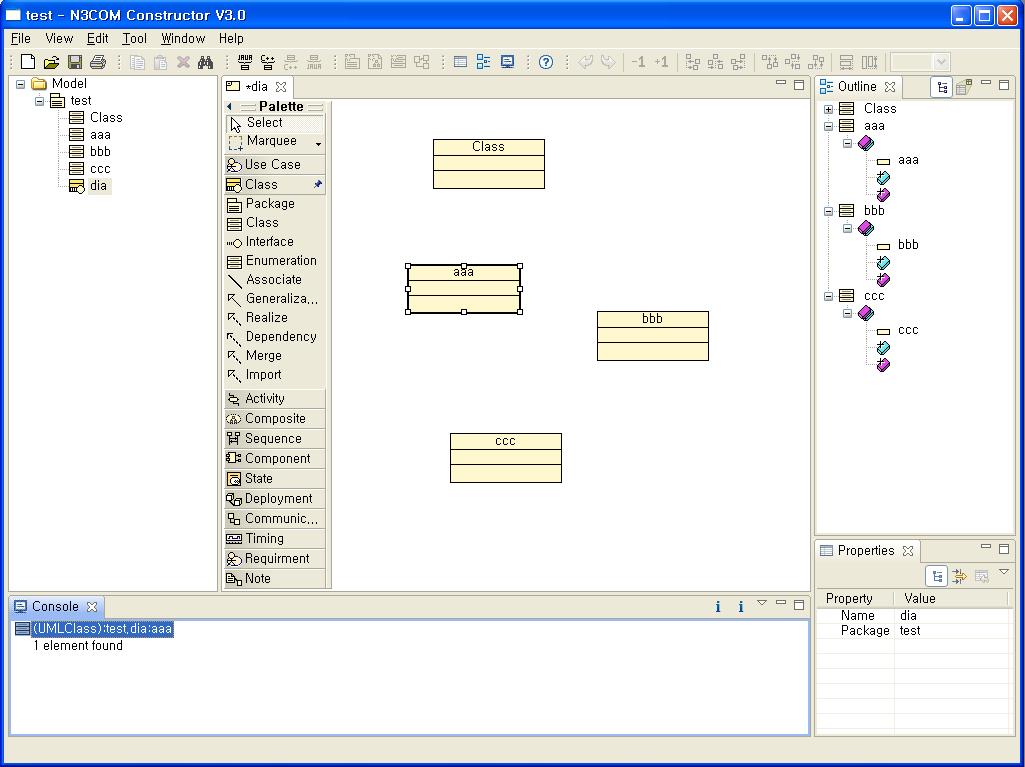 test - N3COM Constructor V3.0
File View Edit Tool Window Help
-1 +1
Model
test
Class
aaa
bbb
ccc
dia
*dia
Palette
Select
Marquee
Use Case
Class
Package
Class
Interface
Enumeration
Associate
Generaliza...
Realize
Dependency
Merge
Import
Activity
Composite
Sequence
Component
State
Deployment
Communic...
Timing
Requirment
Note
Class
aaa
bbb
ccc
Outline
Class
aaa
aaa
bbb
bbb
ccc
ccc
Properties
Property Value
Name dia
Package test
Console
(UMLClass):test,dia:aaa
1 element found